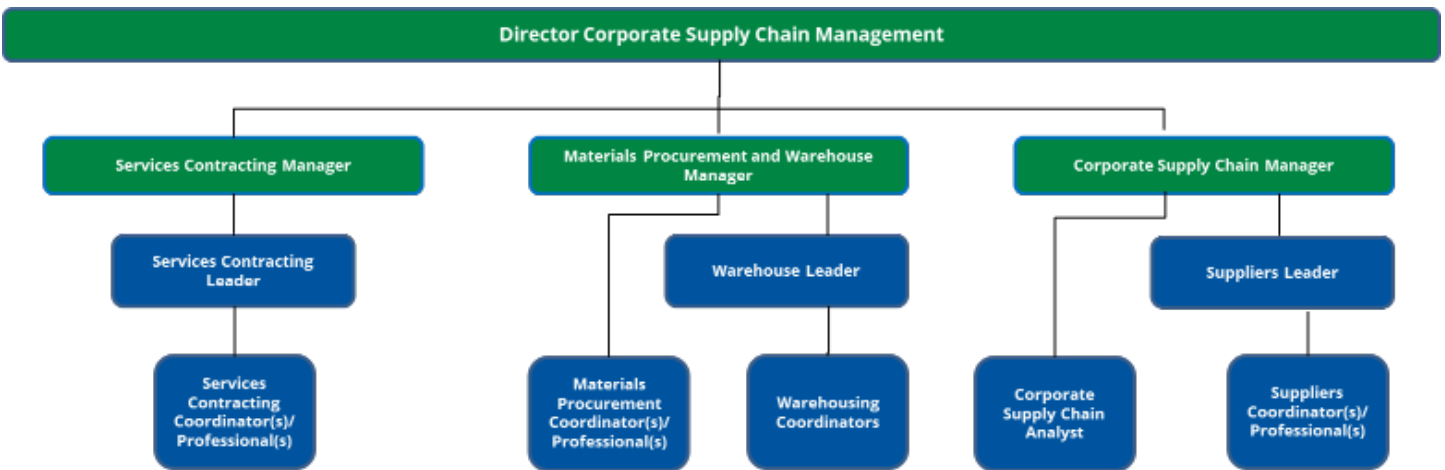 Director Corporate Supply Chain Management
Services Contracting Manager
Materials Procurement and Warehouse
Manager
Corporate Supply Chain Manager
Services Contracting
Leader
Warehouse Leader
Suppliers Leader
Services
Contracting
Coordinator(s)/
Professional(s)
Materials
Procurement
Coordinator(s)/
Professional(s)
Warehousing
Coordinators
Corporate
Supply Chain
Analyst
Suppliers
Coordinator(s)/
Professional(s)